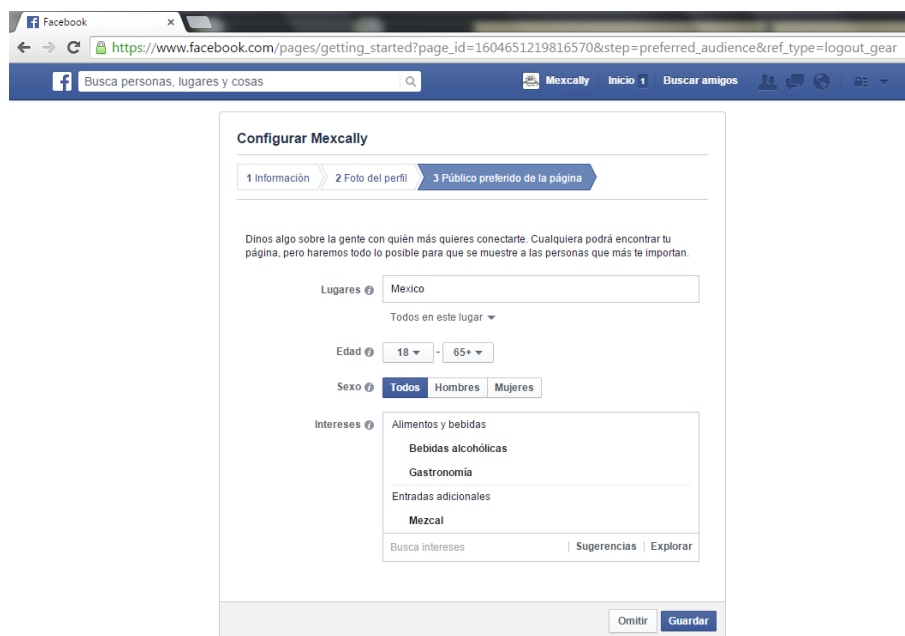 Facebook
https://www.facebook.com/pages/getting_started?page_id=1604651219816570&step=preferred_audience&ref_type=logout_gear
f Busca personas, lugares y cosas Mexcally Inicio 1 Buscar amigos
Configurar Mexcally
1 Información 2 Foto del perfil 3 Público preferido de la página
Dinos algo sobre la gente con quién más quieres conectarte. Cualquiera podrá encontrar tu
página, pero haremos todo lo posible para que se muestre a las personas que más te importan.
Lugares Mexico
Todos en este lugar
Edad 18 - 65+
Sexo Todos Hombres Mujeres
Intereses Alimentos y bebidas
Bebidas alcohólicas
Gastronomía
Entradas adicionales
Mezcal
Busca intereses Sugerencias Explorar
Omitir Guardar